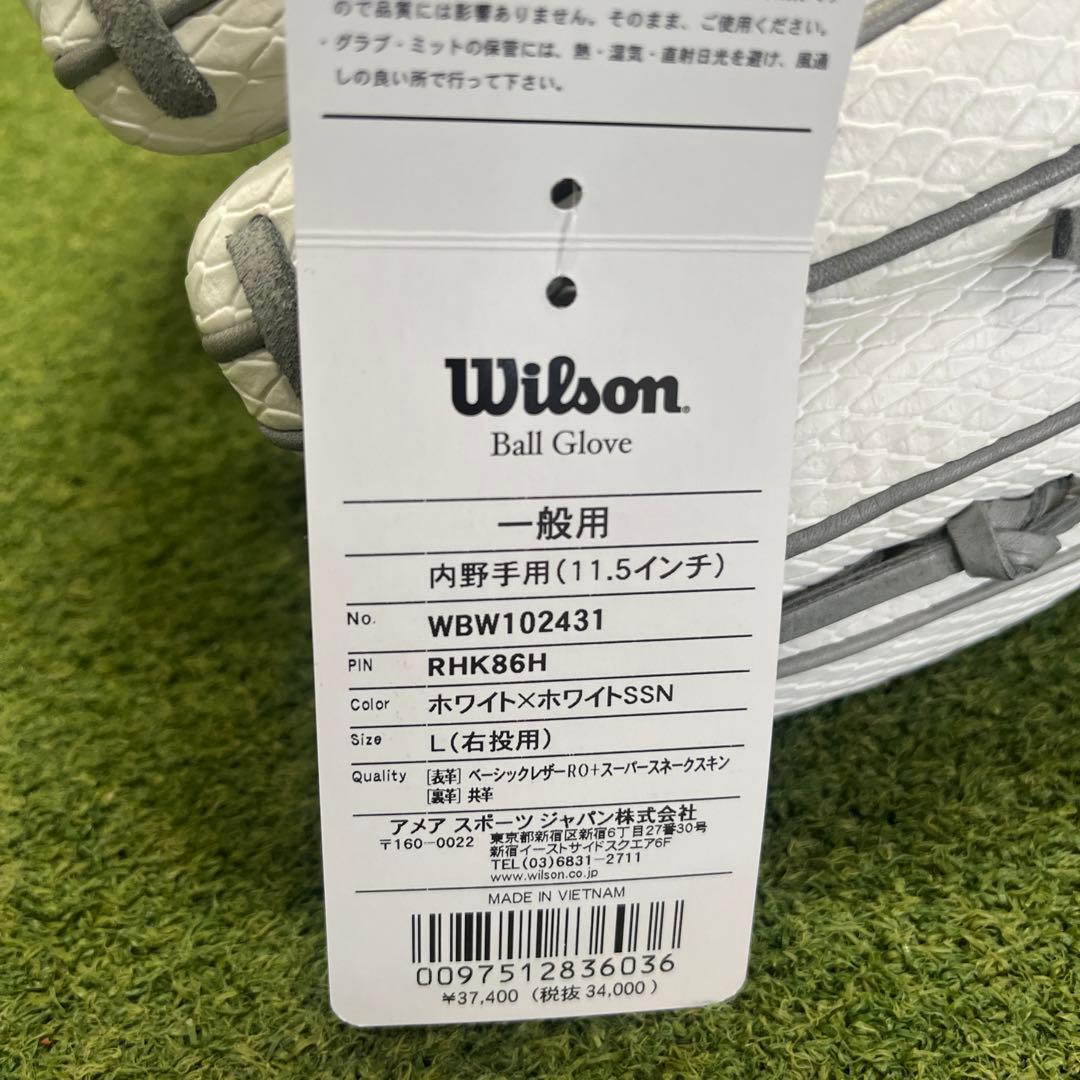 ので品質には影響ありません。そのまま、ご使用ください。
・グラブ・ミットの保管には、熱・湿気・直射日光を避け、風通
しの良い所で行って下さい。
Wilson
Ball Glove
一般用
内野手用(11.5インチ)
No. WBW102431
PIN RHK86H
Color ホワイト×ホワイトSSN
Size L(右投用)
Quality [表革] ベーシックレザーRO+スーパースネークスキン
[裏革] 共革
アメア スポーツ ジャパン株式会社
〒160-0022 東京都新宿区新宿6丁目27番30号
新宿イーストサイドスクエア6F
TEL(03)6831-2711
www.wilson.co.jp
MADE IN VIETNAM
0097512836036
¥37,400 (税抜 34,000)